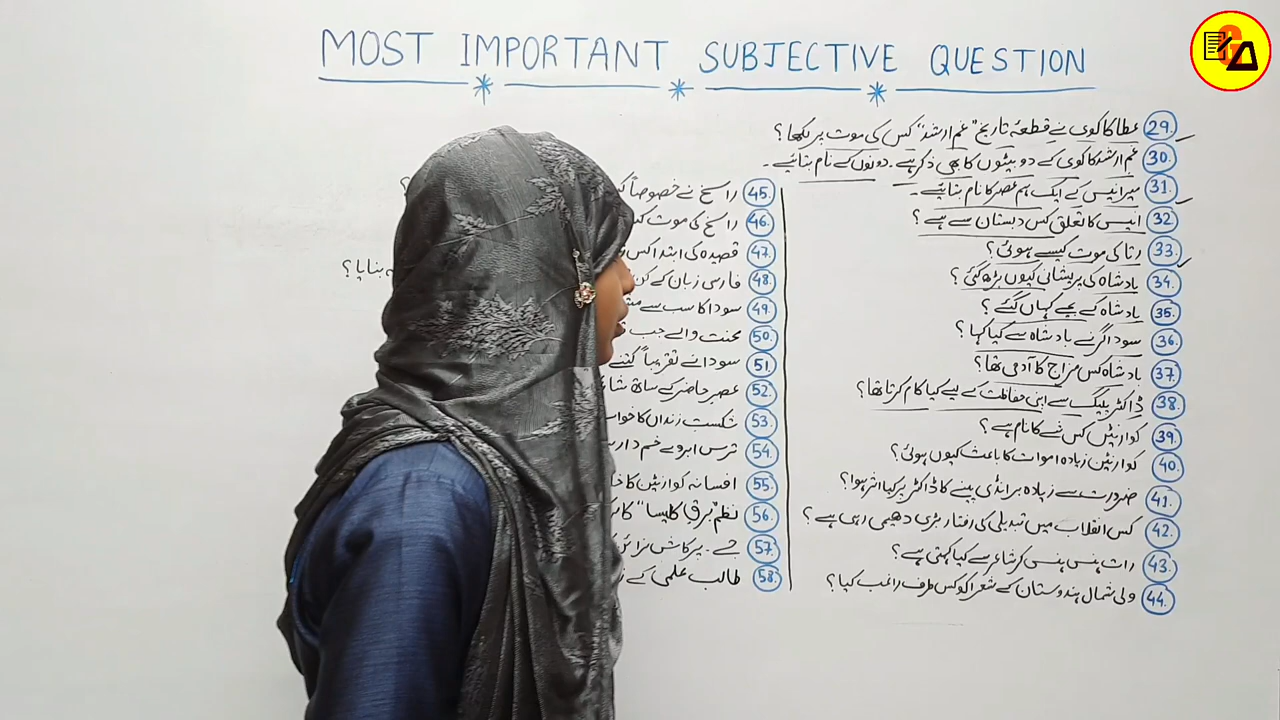 MOST IMPORTANT SUBJECTIVE QUESTION
29. عطا کاکوی نے قطعۂ تاریخ "غم ارشد" کس کی موت پر لکھا؟
30. غم ارشد کاکوی کے دو بیٹوں کا بھی ذکر ہے۔ دونوں کے نام بتائیے۔
31. میر انیس کے ایک ہم عصر کا نام بتائیے۔
32. انیس کا تعلق کس دبستان سے ہے؟
33. رتا کی موت کیسے ہوئی؟
34. بادشاہ کی پریشانی کیوں بڑھ گئی؟
35. بادشاہ کے بچے کہاں گئے؟
36. سوداگر نے بادشاہ سے کیا کہا؟
37. بادشاہ کس مزاج کا آدمی تھا؟
38. ڈاکٹر بیلک سے اپنی حفاظت کے لیے کیا کام کرتا تھا؟
39. کوارنٹین کس شے کا نام ہے؟
40. کوارنٹین زیادہ اموات کا باعث کیوں ہوئی؟
41. ضرورت سے زیادہ برانڈی پینے کا ڈاکٹر پر کیا اثر ہوا؟
42. کس انقلاب میں تبدیلی کی رفتار بڑی دھیمی رہی ہے؟
43. رات ہنس ہنس کر شاعر سے کیا کہتی ہے؟
44. ولی شمالی ہندوستان کے شعرا کو کس طرف راغب کیا؟
45. راسخ نے خصوصاً
46. راسخ کی موت
47. قصیدہ کی ابتدا کس
48. فارسی زبان کے کن
نہ بنایا؟
49. سودا کا سب سے
50. محنت والے جب
51. سودا نے تقریباً کتنے
52. عصر حاضر کے ساتھ
53. شکست زنداں کا خواب
54. ترس ابروے خم دار
55. افسانہ کوارنٹین کا
56. نظم "برق کلیسا" کا
57. جے۔ پرکاش نرائن
58. طالب علمی کے